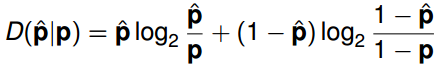 D(p̂|p) = p̂ log₂ p̂/p + (1 − p̂) log₂ (1 − p̂)/(1 − p)